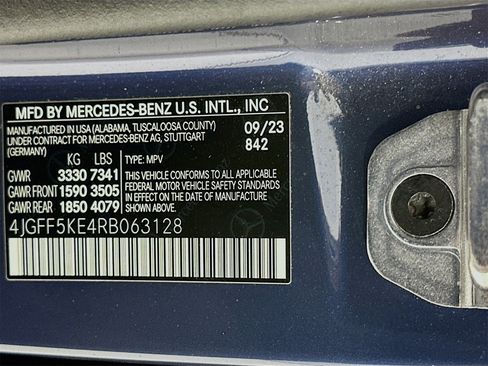 MFD BY MERCEDES-BENZ U.S. INTL., INC
MANUFACTURED IN USA (ALABAMA, TUSCALOOSA COUNTY) 09/23
UNDER CONTRACT FOR MERCEDES-BENZ AG, STUTTGART 842
(GERMANY)
KG LBS TYPE: MPV
GWR 3330 7341 THIS VEHICLE CONFORMS TO ALL APPLICABLE
GAWR FRONT 1590 3505 FEDERAL MOTOR VEHICLE SAFETY STANDARDS
GAWR REAR 1850 4079 IN EFFECT ON THE DATE OF MANUFACTURE
SHOWN ABOVE.
4JGFF5KE4RB063128